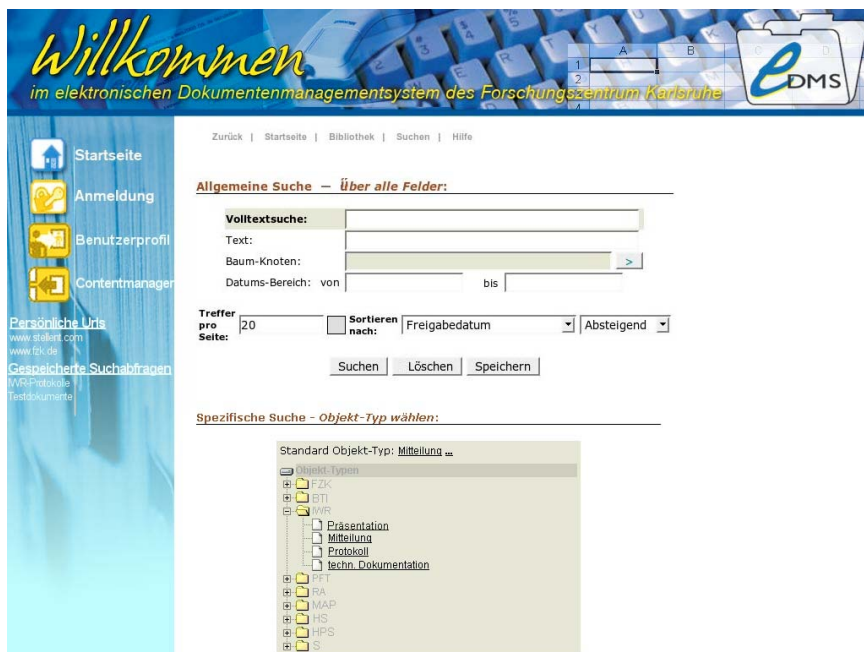 Willkommen
im elektronischen Dokumentenmanagementsystem des Forschungszentrum Karlsruhe
eDMS
A B C D
1
2
4
Zurück | Startseite | Bibliothek | Suchen | Hilfe
Startseite
Anmeldung
Benutzerprofil
Contentmanager
Persönliche Urls
www.stellent.com
www.fzk.de
Gespeicherte Suchabfragen
IWR-Protokolle
Testdokumente
Allgemeine Suche — Über alle Felder:
Volltextsuche:
Text:
Baum-Knoten: >
Datums-Bereich: von bis
Treffer pro Seite: 20 Sortieren nach: Freigabedatum Absteigend
Suchen Löschen Speichern
Spezifische Suche - Objekt-Typ wählen:
Standard Objekt-Typ: Mitteilung ...
Objekt-Typen
FZK
BTI
IWR
Präsentation
Mitteilung
Protokoll
techn. Dokumentation
PFT
RA
MAP
HS
HPS
S